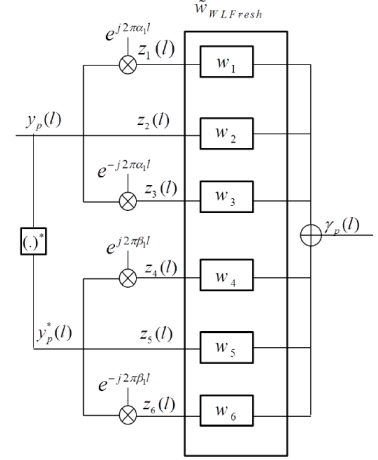 w̃_{WLFresh}
e^{j2πα₁l}
z₁(l)
w₁
y_p(l)
z₂(l)
w₂
e^{-j2πα₁l}
z₃(l)
w₃
γ_p(l)
(.)*
e^{j2πβ₁l}
z₄(l)
w₄
y_p^*(l)
z₅(l)
w₅
e^{-j2πβ₁l}
z₆(l)
w₆